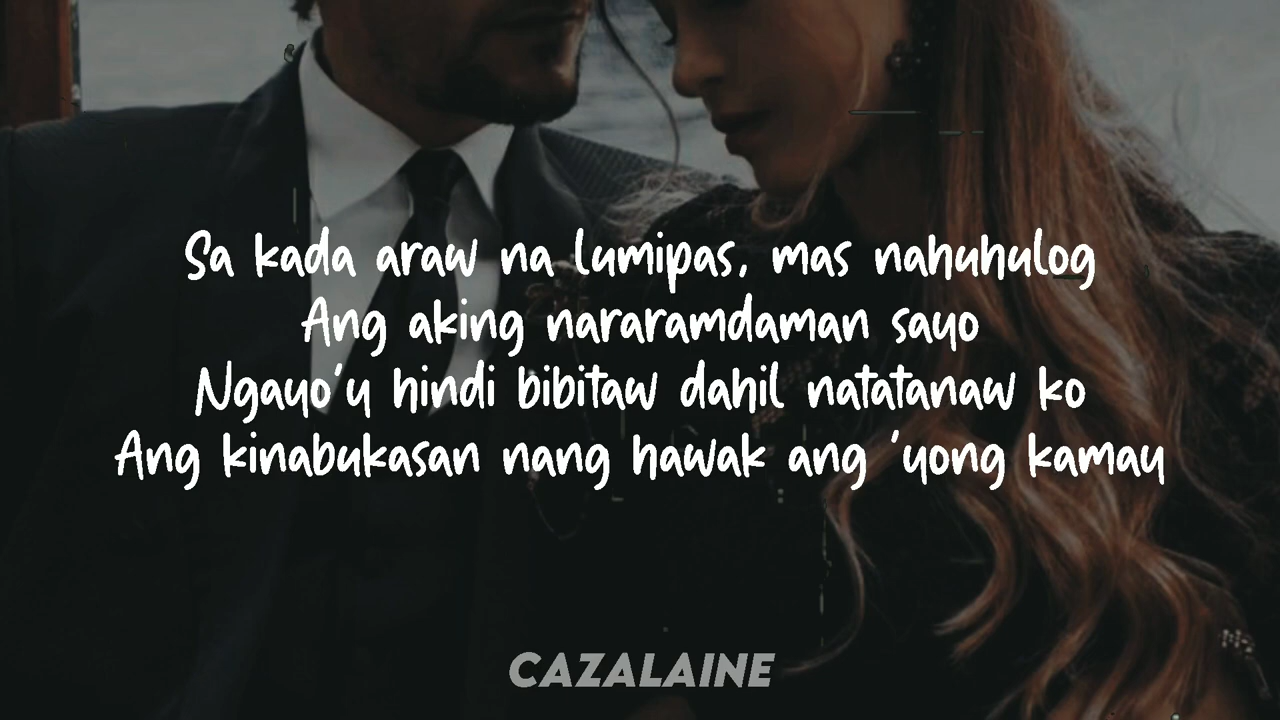 Sa kada araw na lumipas, mas nahuhulog
Ang aking nararamdaman sayo
Ngayo'y hindi bibitaw dahil natatanaw ko
Ang kinabukasan nang hawak ang 'yong kamay
CAZALAINE